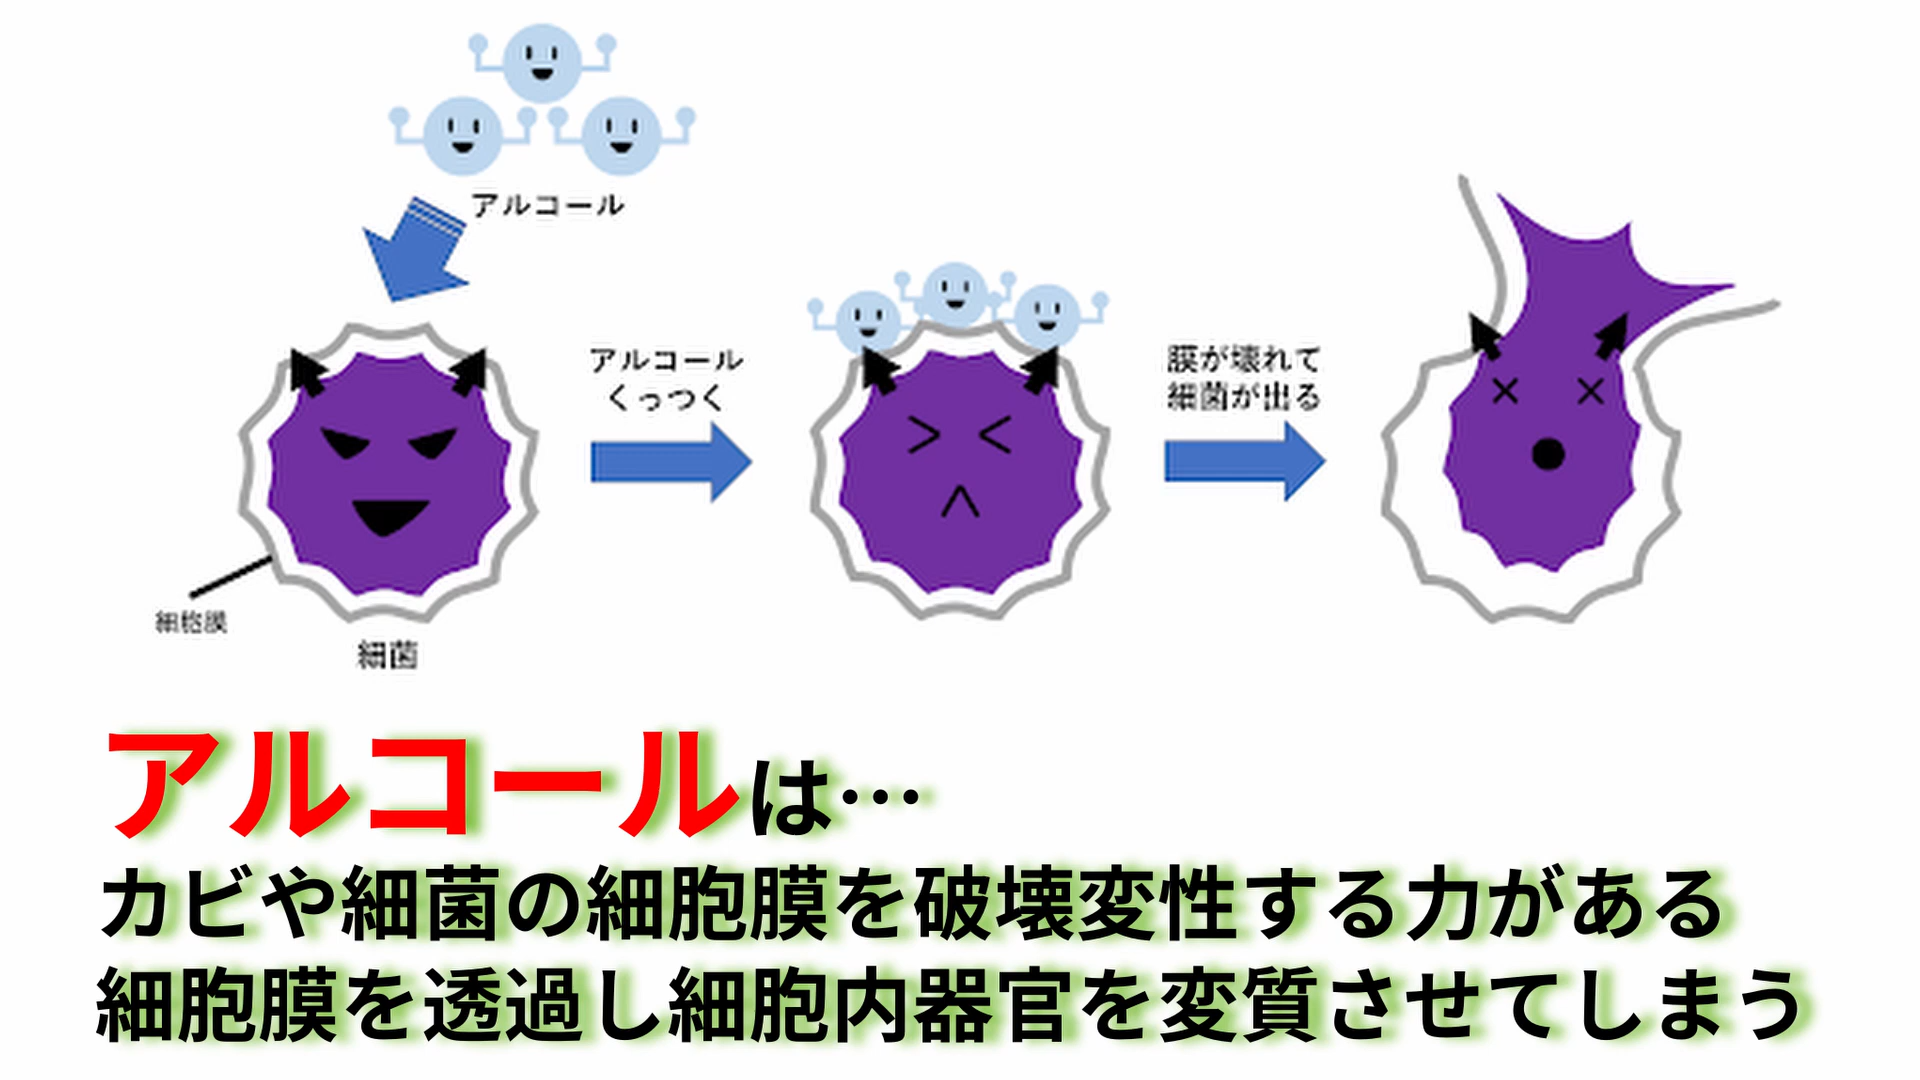 アルコール
アルコール
くっつく
膜が壊れて
細菌が出る
細胞膜
細菌
アルコールは…
カビや細菌の細胞膜を破壊変性する力がある
細胞膜を透過し細胞内器官を変質させてしまう